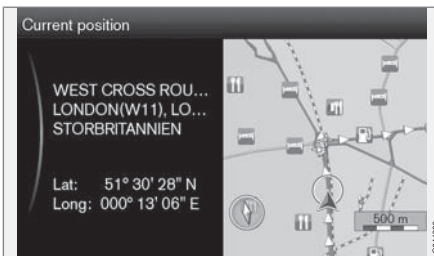 Current position
WEST CROSS ROU...
LONDON(W11), LO...
STORBRITANNIEN
Lat: 51° 30' 28" N
Long: 000° 13' 06" E
500 m